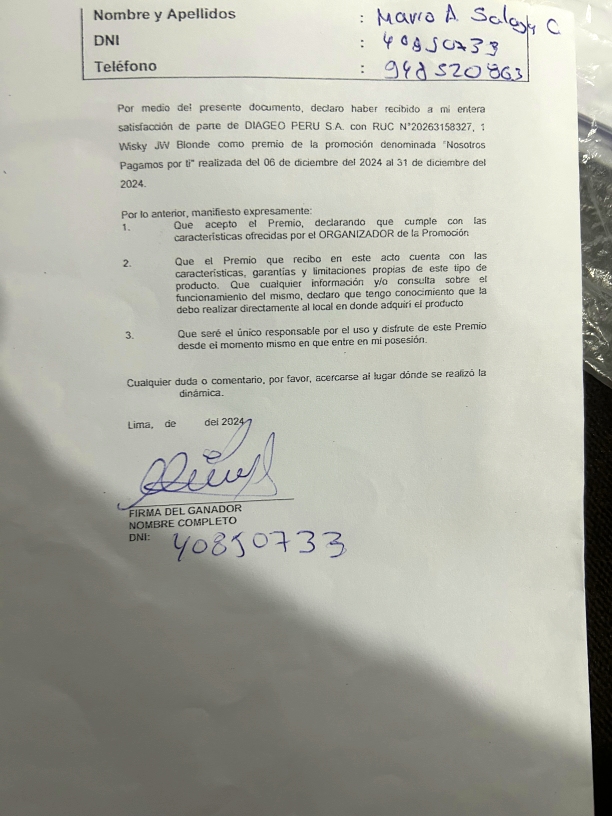 Nombre y Apellidos : Mario A. Salazar C.
DNI : 40850733
Teléfono : 948520863
Por medio del presente documento, declaro haber recibido a mi entera
satisfacción de parte de DIAGEO PERU S.A. con RUC N°20263158327, 1
Wisky JW Blonde como premio de la promoción denominada "Nosotros
Pagamos por ti" realizada del 06 de diciembre del 2024 al 31 de diciembre del
2024.
Por lo anterior, manifiesto expresamente:
1. Que acepto el Premio, declarando que cumple con las
características ofrecidas por el ORGANIZADOR de la Promoción
2. Que el Premio que recibo en este acto cuenta con las
características, garantías y limitaciones propias de este tipo de
producto. Que cualquier información y/o consulta sobre el
funcionamiento del mismo, declaro que tengo conocimiento que la
debo realizar directamente al local en donde adquirí el producto
3. Que seré el único responsable por el uso y disfrute de este Premio
desde el momento mismo en que entre en mi posesión.
Cualquier duda o comentario, por favor, acercarse al lugar dónde se realizó la
dinámica.
Lima, de del 2024
FIRMA DEL GANADOR
NOMBRE COMPLETO
DNI: 40850733